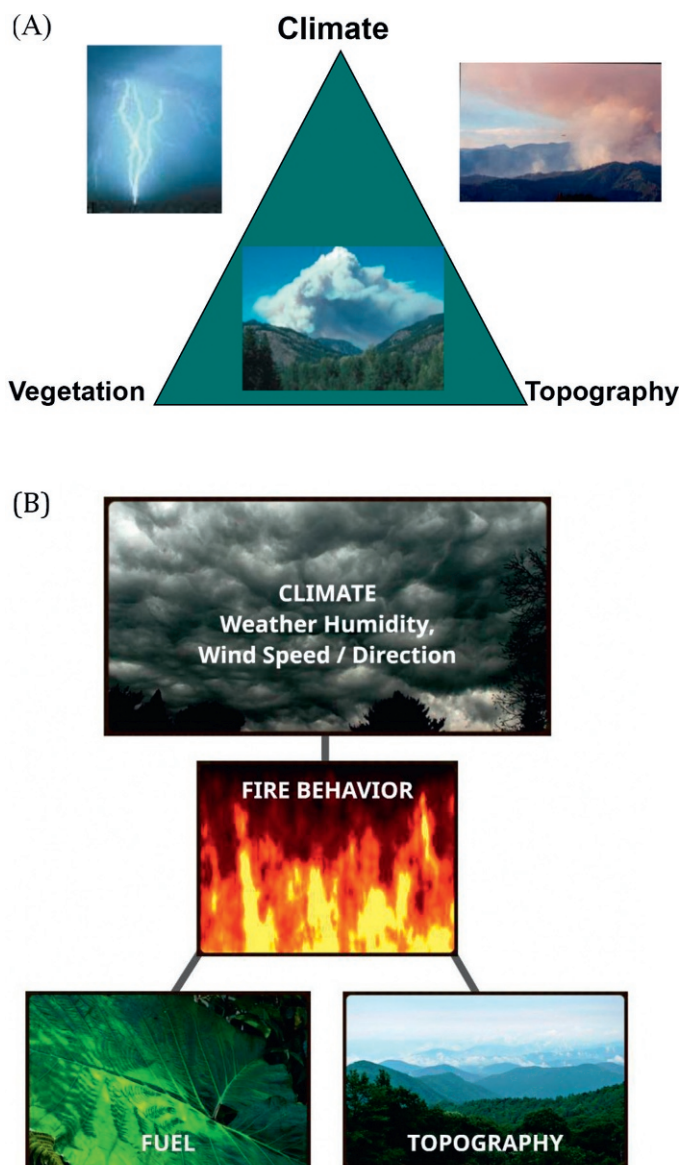 (A)
Climate
Vegetation
Topography
(B)
CLIMATE
Weather Humidity,
Wind Speed / Direction
FIRE BEHAVIOR
FUEL
TOPOGRAPHY